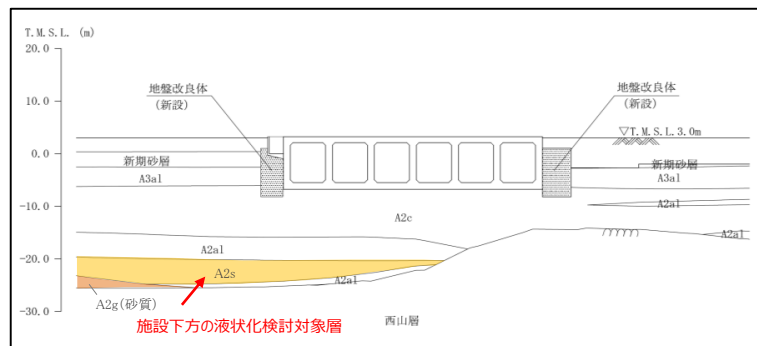 T.M.S.L. (m)
20.0
10.0
0.0
-10.0
-20.0
-30.0
地盤改良体
(新設)
地盤改良体
(新設)
▽T.M.S.L.3.0m
新期砂層
A3al
新期砂層
A3al
A2al
A2c
A2al
A2al
A2s
A2al
A2g(砂質)
施設下方の液状化検討対象層
西山層